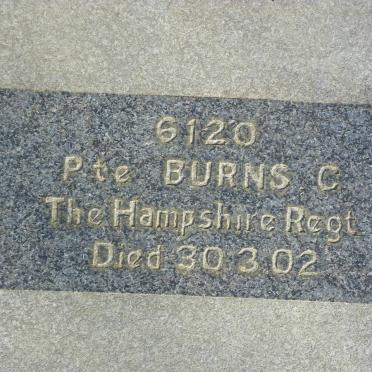 6120
Pte BURNS C
The Hampshire Regt
Died 30.3.02